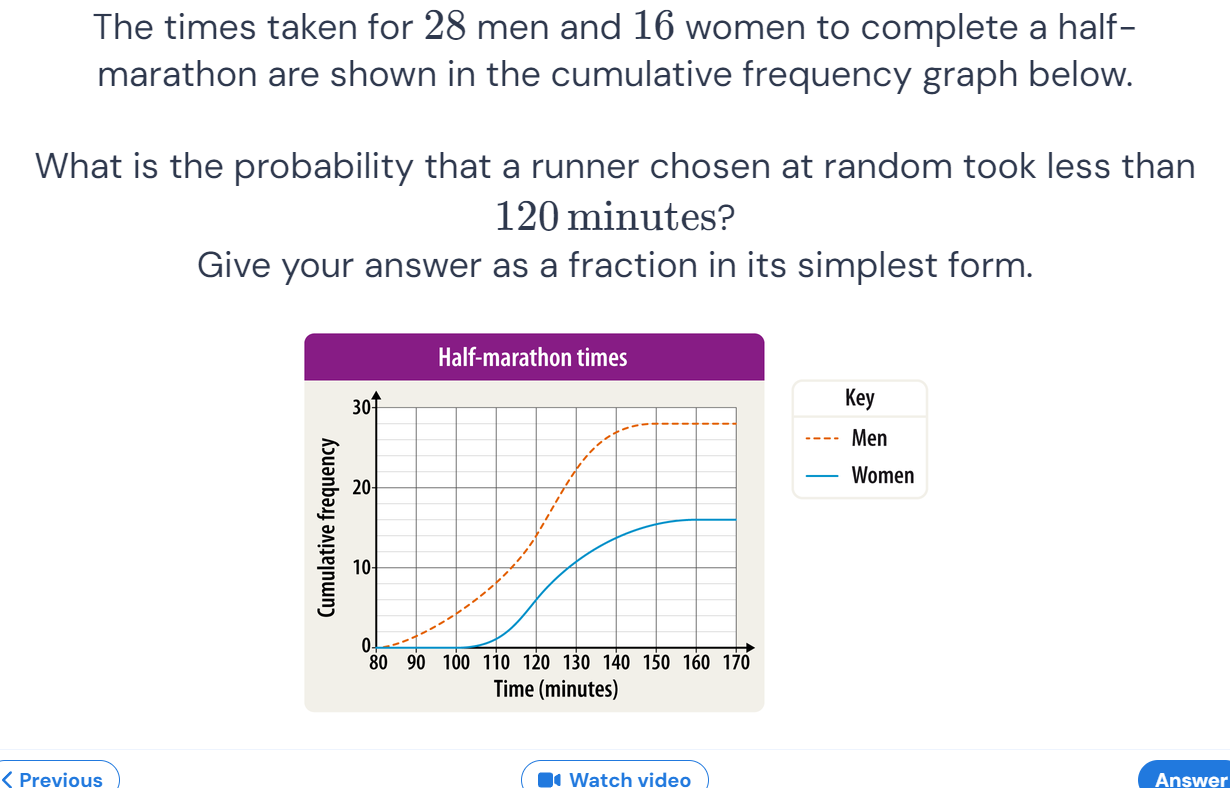 The times taken for 28 men and 16 women to complete a half-
marathon are shown in the cumulative frequency graph below.
What is the probability that a runner chosen at random took less than
120 minutes?
Give your answer as a fraction in its simplest form.
Half-marathon times
Cumulative frequency
30
20
10
0
80 90 100 110 120 130 140 150 160 170
Time (minutes)
Key
Men
Women
Previous
Watch video
Answer